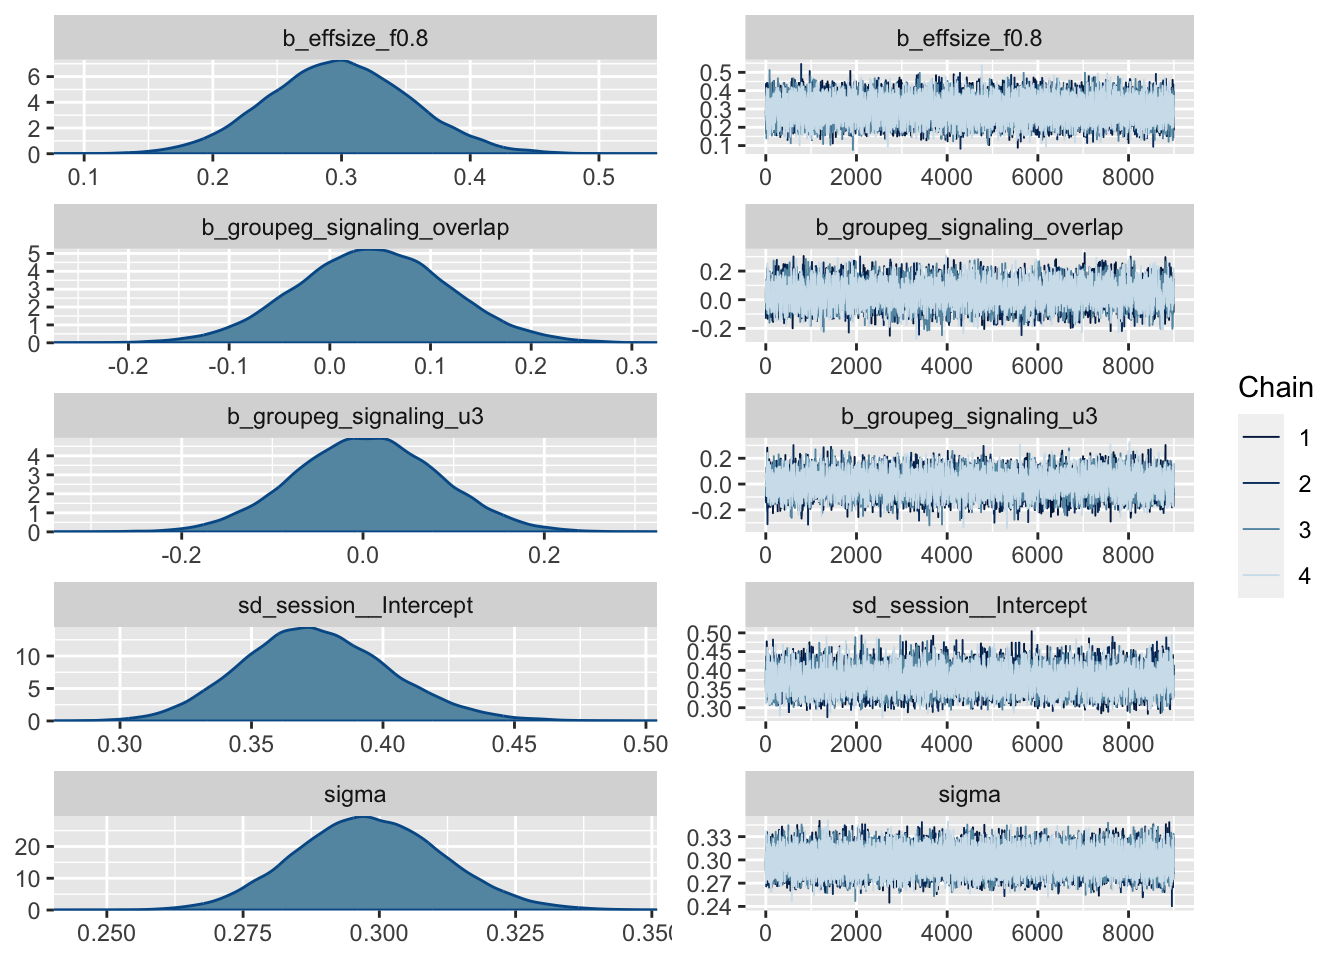 b_effsize_f0.8
b_effsize_f0.8
6
4
2
0
0.1 0.2 0.3 0.4 0.5
0.5
0.4
0.3
0.2
0.1
0 2000 4000 6000 8000
b_groupeg_signaling_overlap
b_groupeg_signaling_overlap
5
4
3
2
1
0
-0.2 -0.1 0.0 0.1 0.2 0.3
0.2
0.0
-0.2
0 2000 4000 6000 8000
b_groupeg_signaling_u3
b_groupeg_signaling_u3
4
3
2
1
0
-0.2 0.0 0.2
0.2
0.0
-0.2
0 2000 4000 6000 8000
sd_session__Intercept
sd_session__Intercept
10
5
0
0.30 0.35 0.40 0.45 0.50
0.50
0.45
0.40
0.35
0.30
0 2000 4000 6000 8000
sigma
sigma
20
10
0
0.250 0.275 0.300 0.325 0.350
0.33
0.30
0.27
0.24
0 2000 4000 6000 8000
Chain
1
2
3
4